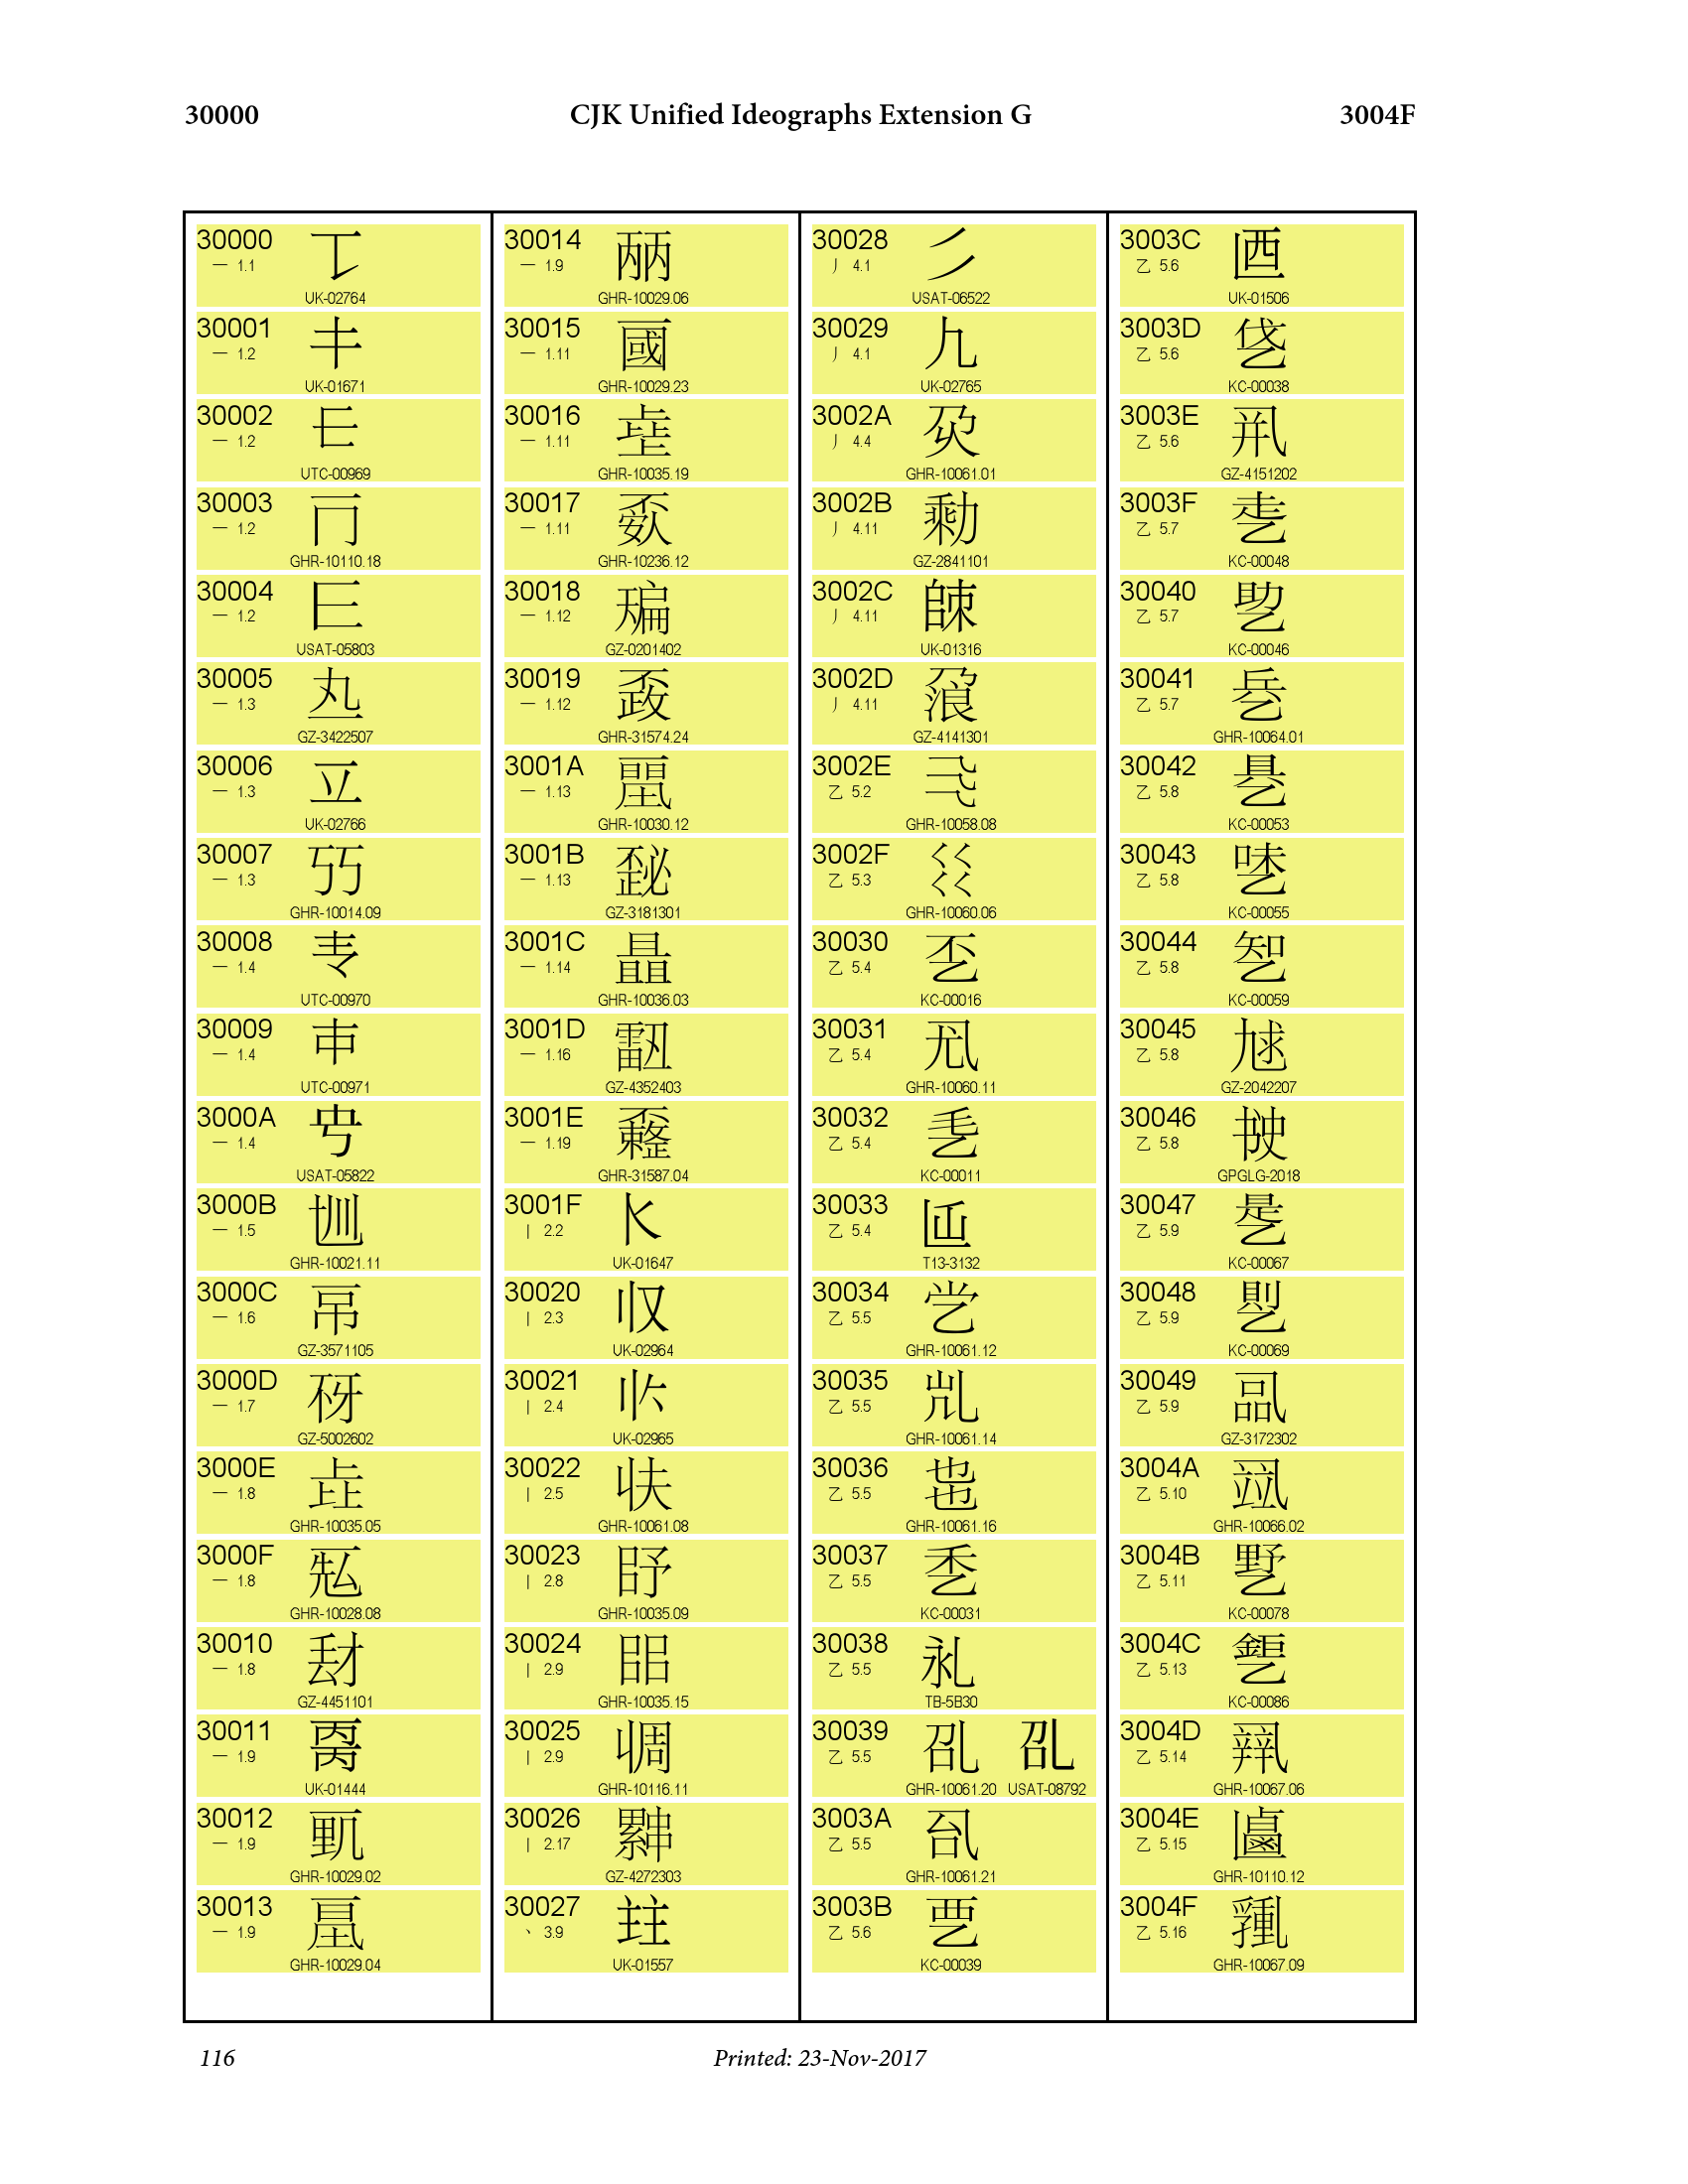 30000 CJK Unified Ideographs Extension G 3004F
30000
一 1.1
UK-02764
30001
一 1.2
UK-01671
30002
一 1.2
UTC-00969
30003
一 1.2
GHR-10110.18
30004
一 1.2
USAT-05803
30005
一 1.3
GZ-3422507
30006
一 1.3
UK-02766
30007
一 1.3
GHR-10014.09
30008
一 1.4
UTC-00970
30009
一 1.4
UTC-00971
3000A
一 1.4
USAT-05822
3000B
一 1.5
GHR-10021.11
3000C
一 1.6
GZ-3571105
3000D
一 1.7
GZ-5002602
3000E
一 1.8
GHR-10035.05
3000F
一 1.8
GHR-10028.08
30010
一 1.8
GZ-4451101
30011
一 1.9
UK-01444
30012
一 1.9
GHR-10029.02
30013
一 1.9
GHR-10029.04
30014
一 1.9
GHR-10029.06
30015
一 1.11
GHR-10029.23
30016
一 1.11
GHR-10035.19
30017
一 1.11
GHR-10236.12
30018
一 1.12
GZ-0201402
30019
一 1.12
GHR-31574.24
3001A
一 1.13
GHR-10030.12
3001B
一 1.13
GZ-3181301
3001C
一 1.14
GHR-10036.03
3001D
一 1.16
GZ-4352403
3001E
一 1.19
GHR-31587.04
3001F
丨 2.2
UK-01647
30020
丨 2.3
UK-02964
30021
丨 2.4
UK-02965
30022
丨 2.5
GHR-10061.08
30023
丨 2.8
GHR-10035.09
30024
丨 2.9
GHR-10035.15
30025
丨 2.9
GHR-10116.11
30026
丨 2.17
GZ-4272303
30027
丶 3.9
UK-01557
30028
丿 4.1
USAT-06522
30029
丿 4.1
UK-02765
3002A
丿 4.4
GHR-10061.01
3002B
丿 4.11
GZ-2841101
3002C
丿 4.11
UK-01316
3002D
丿 4.11
GZ-4141301
3002E
乙 5.2
GHR-10058.08
3002F
乙 5.3
GHR-10060.06
30030
乙 5.4
KC-00016
30031
乙 5.4
GHR-10060.11
30032
乙 5.4
KC-00011
30033
乙 5.4
T13-3132
30034
乙 5.5
GHR-10061.12
30035
乙 5.5
GHR-10061.14
30036
乙 5.5
GHR-10061.16
30037
乙 5.5
KC-00031
30038
乙 5.5
TB-5B30
30039
乙 5.5
GHR-10061.20 USAT-08792
3003A
乙 5.5
GHR-10061.21
3003B
乙 5.6
KC-00039
3003C
乙 5.6
UK-01506
3003D
乙 5.6
KC-00038
3003E
乙 5.6
GZ-4151202
3003F
乙 5.7
KC-00048
30040
乙 5.7
KC-00046
30041
乙 5.7
GHR-10064.01
30042
乙 5.8
KC-00053
30043
乙 5.8
KC-00055
30044
乙 5.8
KC-00059
30045
乙 5.8
GZ-2042207
30046
乙 5.8
GPGLG-2018
30047
乙 5.9
KC-00067
30048
乙 5.9
KC-00069
30049
乙 5.9
GZ-3172302
3004A
乙 5.10
GHR-10066.02
3004B
乙 5.11
KC-00078
3004C
乙 5.13
KC-00086
3004D
乙 5.14
GHR-10067.06
3004E
乙 5.15
GHR-10110.12
3004F
乙 5.16
GHR-10067.09
116 Printed: 23-Nov-2017